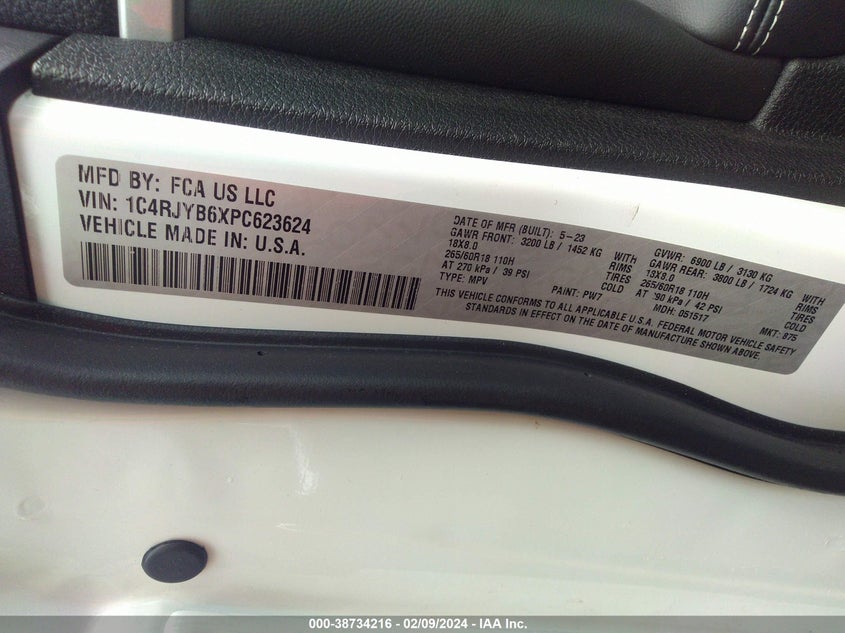 MFD BY: FCA US LLC
VIN: 1C4RJYB6XPC623624
VEHICLE MADE IN: U.S.A.
DATE OF MFR (BUILT): 5-23 GVWR: 6900 LB / 3130 KG
GAWR FRONT: 3200 LB / 1452 KG WITH GAWR REAR: 3800 LB / 1724 KG WITH
18X8.0 RIMS 18X8.0 RIMS
265/60R18 110H TIRES 265/60R18 110H TIRES
AT 270 kPa / 39 PSI COLD AT 290 kPa / 42 PSI COLD
TYPE: MPV PAINT: PW7 MDH: 051517 MKT: 875
THIS VEHICLE CONFORMS TO ALL APPLICABLE U.S.A. FEDERAL MOTOR VEHICLE SAFETY
STANDARDS IN EFFECT ON THE DATE OF MANUFACTURE SHOWN ABOVE.
000-38734216 - 02/09/2024 - IAA Inc.